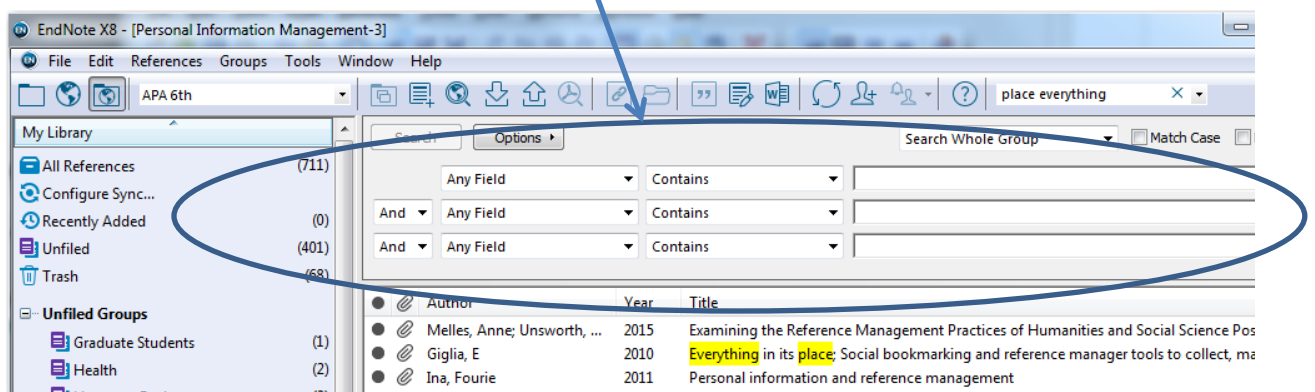 EndNote X8 - [Personal Information Management-3]
File Edit References Groups Tools Window Help
APA 6th
place everything
My Library
Search Options Search Whole Group Match Case
All References (711)
Configure Sync...
Recently Added (0)
Unfiled (401)
Trash (68)
Any Field Contains
And Any Field Contains
And Any Field Contains
Unfiled Groups
Graduate Students (1)
Health (2)
Author Year Title
Melles, Anne; Unsworth, ... 2015 Examining the Reference Management Practices of Humanities and Social Science Pos
Giglia, E 2010 Everything in its place; Social bookmarking and reference manager tools to collect, ma
Ina, Fourie 2011 Personal information and reference management